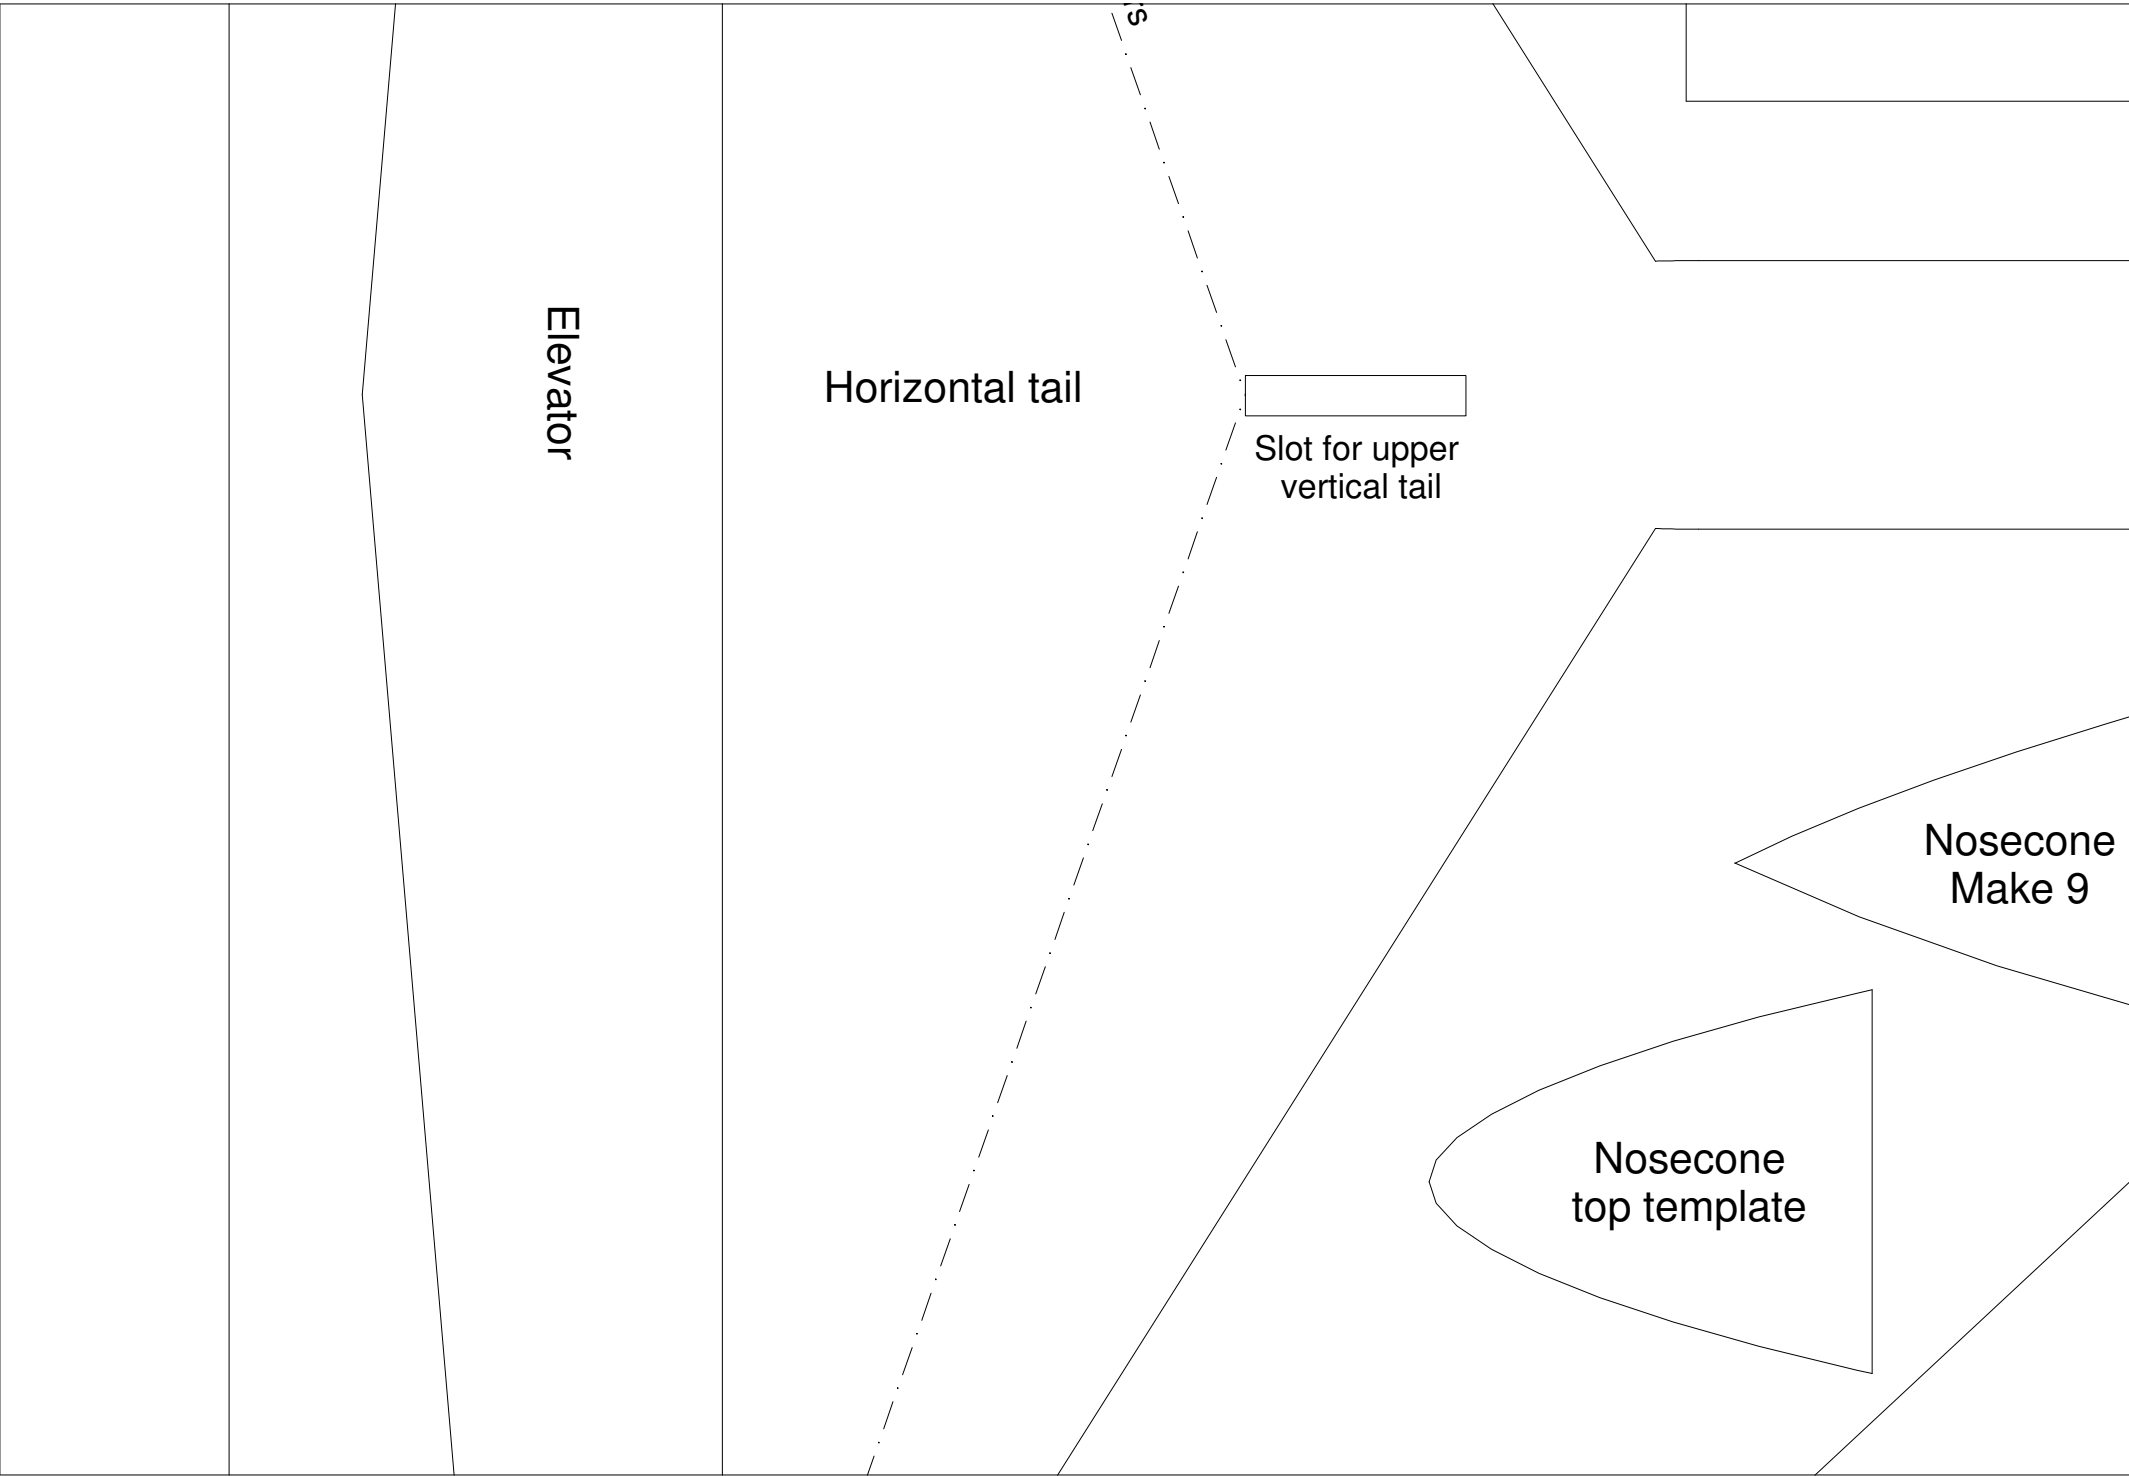 Elevator
Horizontal tail
Slot for upper
vertical tail
Nosecone
Make 9
Nosecone
top template